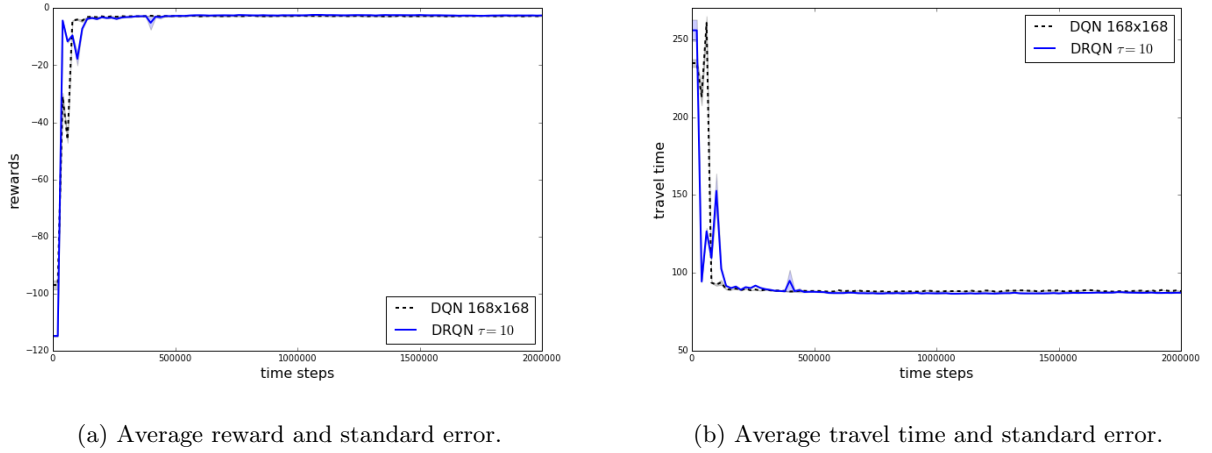 0
−20
−40
−60
−80
−100
−120
rewards
0
500000
1000000
1500000
2000000
time steps
DQN 168x168
DRQN τ = 10
250
200
150
100
50
travel time
0
500000
1000000
1500000
2000000
time steps
DQN 168x168
DRQN τ = 10
(a) Average reward and standard error.
(b) Average travel time and standard error.